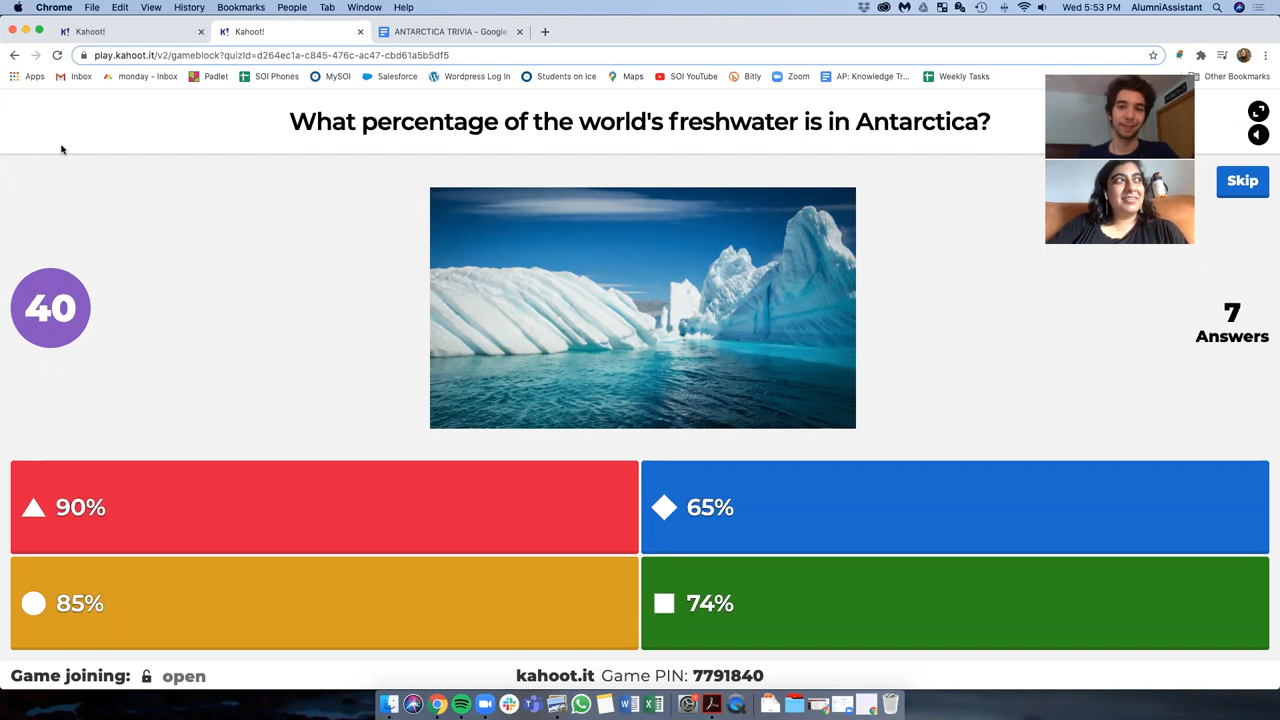 Chrome File Edit View History Bookmarks People Tab Window Help Wed 5:53 PM AlumniAssistant
Kahoot! Kahoot! ANTARCTICA TRIVIA - Google
play.kahoot.it/v2/gameblock?quizId=d264ec1a-c845-476c-ac47-cbd61a5b5df5
Apps Inbox monday - Inbox Padlet SOI Phones MySOI Salesforce Wordpress Log In Students on Ice Maps SOI YouTube Bitly Zoom AP: Knowledge Tr... Weekly Tasks Other Bookmarks
What percentage of the world's freshwater is in Antarctica?
Skip
40
7
Answers
90%
65%
85%
74%
Game joining: open kahoot.it Game PIN: 7791840